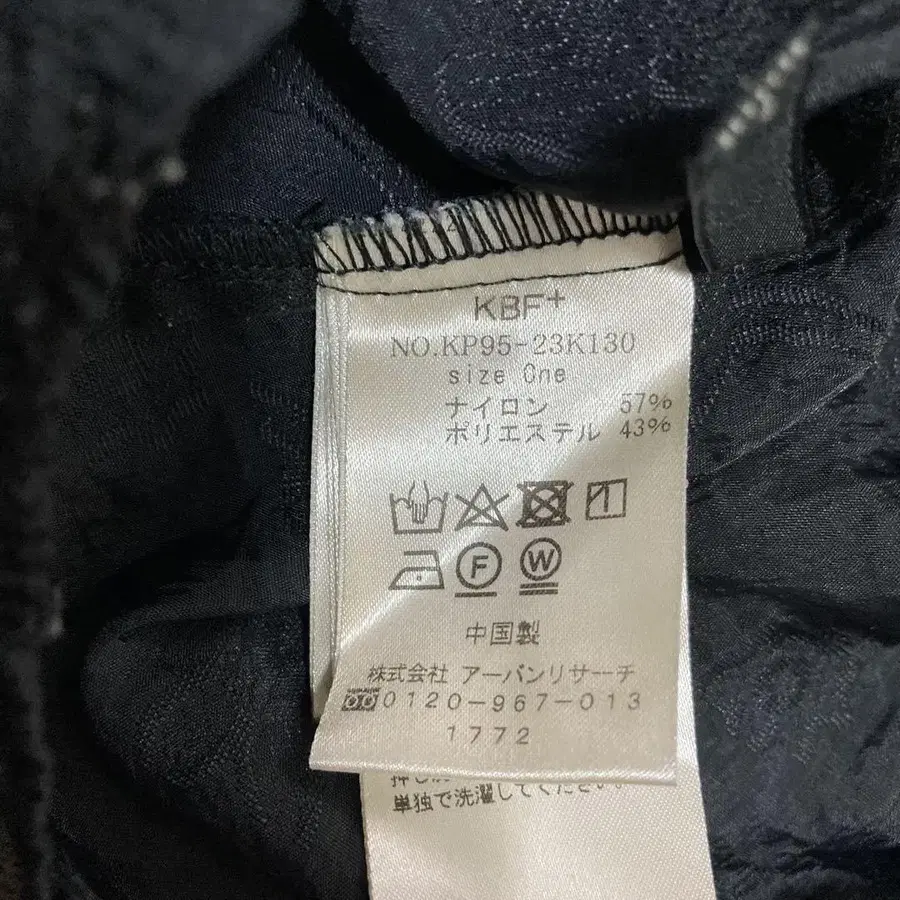 KBF+
NO.KP95-23K130
size One
ナイロン 57%
ポリエステル 43%
F W
中国製
株式会社 アーバンリサーチ
0120-967-013
1772
単独で洗濯してください。